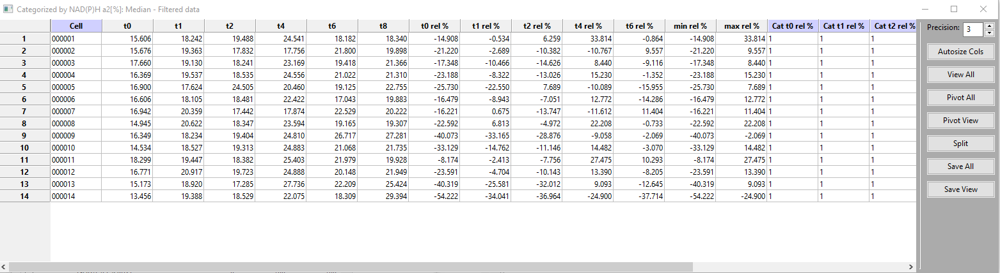 Categorized by NAD(P)H a2[%]: Median - Filtered data
Cell t0 t1 t2 t4 t6 t8 t0 rel % t1 rel % t2 rel % t4 rel % t6 rel % min rel % max rel % Cat t0 rel % Cat t1 rel % Cat t2 rel %
1 000001 15.606 18.242 19.488 24.541 18.182 18.340 -14.908 -0.534 6.259 33.814 -0.864 -14.908 33.814 1 1 1
2 000002 15.676 19.363 17.832 17.756 21.800 19.898 -21.220 -2.689 -10.382 -10.767 9.557 -21.220 9.557 1 1 1
3 000003 17.660 19.130 18.241 23.169 19.418 21.366 -17.348 -10.466 -14.626 8.440 -9.116 -17.348 8.440 1 1 1
4 000004 16.369 19.537 18.535 24.556 21.022 21.310 -23.188 -8.322 -13.026 15.230 -1.352 -23.188 15.230 1 1 1
5 000005 16.900 17.624 24.505 20.460 19.125 22.755 -25.730 -22.550 7.689 -10.089 -15.955 -25.730 7.689 1 1 1
6 000006 16.606 18.105 18.481 22.422 17.043 19.883 -16.479 -8.943 -7.051 12.772 -14.286 -16.479 12.772 1 1 1
7 000007 16.942 20.359 17.442 17.874 22.529 20.222 -16.221 0.675 -13.747 -11.612 11.404 -16.221 11.404 1 1 1
8 000008 14.945 20.622 18.347 23.594 19.165 19.307 -22.592 6.813 -4.972 22.208 -0.733 -22.592 22.208 1 1 1
9 000009 16.349 18.234 19.404 24.810 26.717 27.281 -40.073 -33.165 -28.876 -9.058 -2.069 -40.073 -2.069 1 1 1
10 000010 14.534 18.527 19.313 24.883 21.068 21.735 -33.129 -14.762 -11.146 14.482 -3.070 -33.129 14.482 1 1 1
11 000011 18.299 19.447 18.382 25.403 21.979 19.928 -8.174 -2.413 -7.756 27.475 10.293 -8.174 27.475 1 1 1
12 000012 16.771 20.917 19.723 24.888 20.148 21.949 -23.591 -4.704 -10.143 13.390 -8.205 -23.591 13.390 1 1 1
13 000013 15.173 18.920 17.285 27.736 22.209 25.424 -40.319 -25.581 -32.012 9.093 -12.645 -40.319 9.093 1 1 1
14 000014 13.456 19.388 18.529 22.075 18.309 29.394 -54.222 -34.041 -36.964 -24.900 -37.714 -54.222 -24.900 1 1 1
Precision: 3
Autosize Cols
View All
Pivot All
Pivot View
Split
Save All
Save View